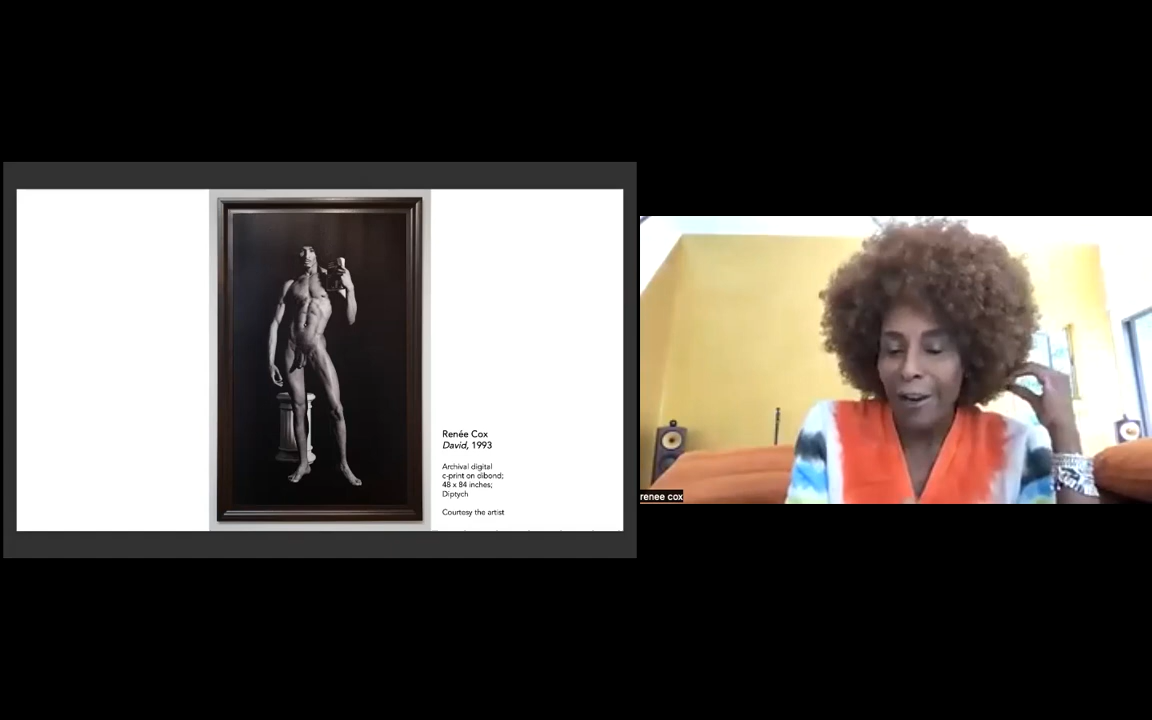 Renée Cox
David, 1993
Archival digital
c-print on dibond;
48 x 84 inches;
Diptych
Courtesy the artist
renee cox